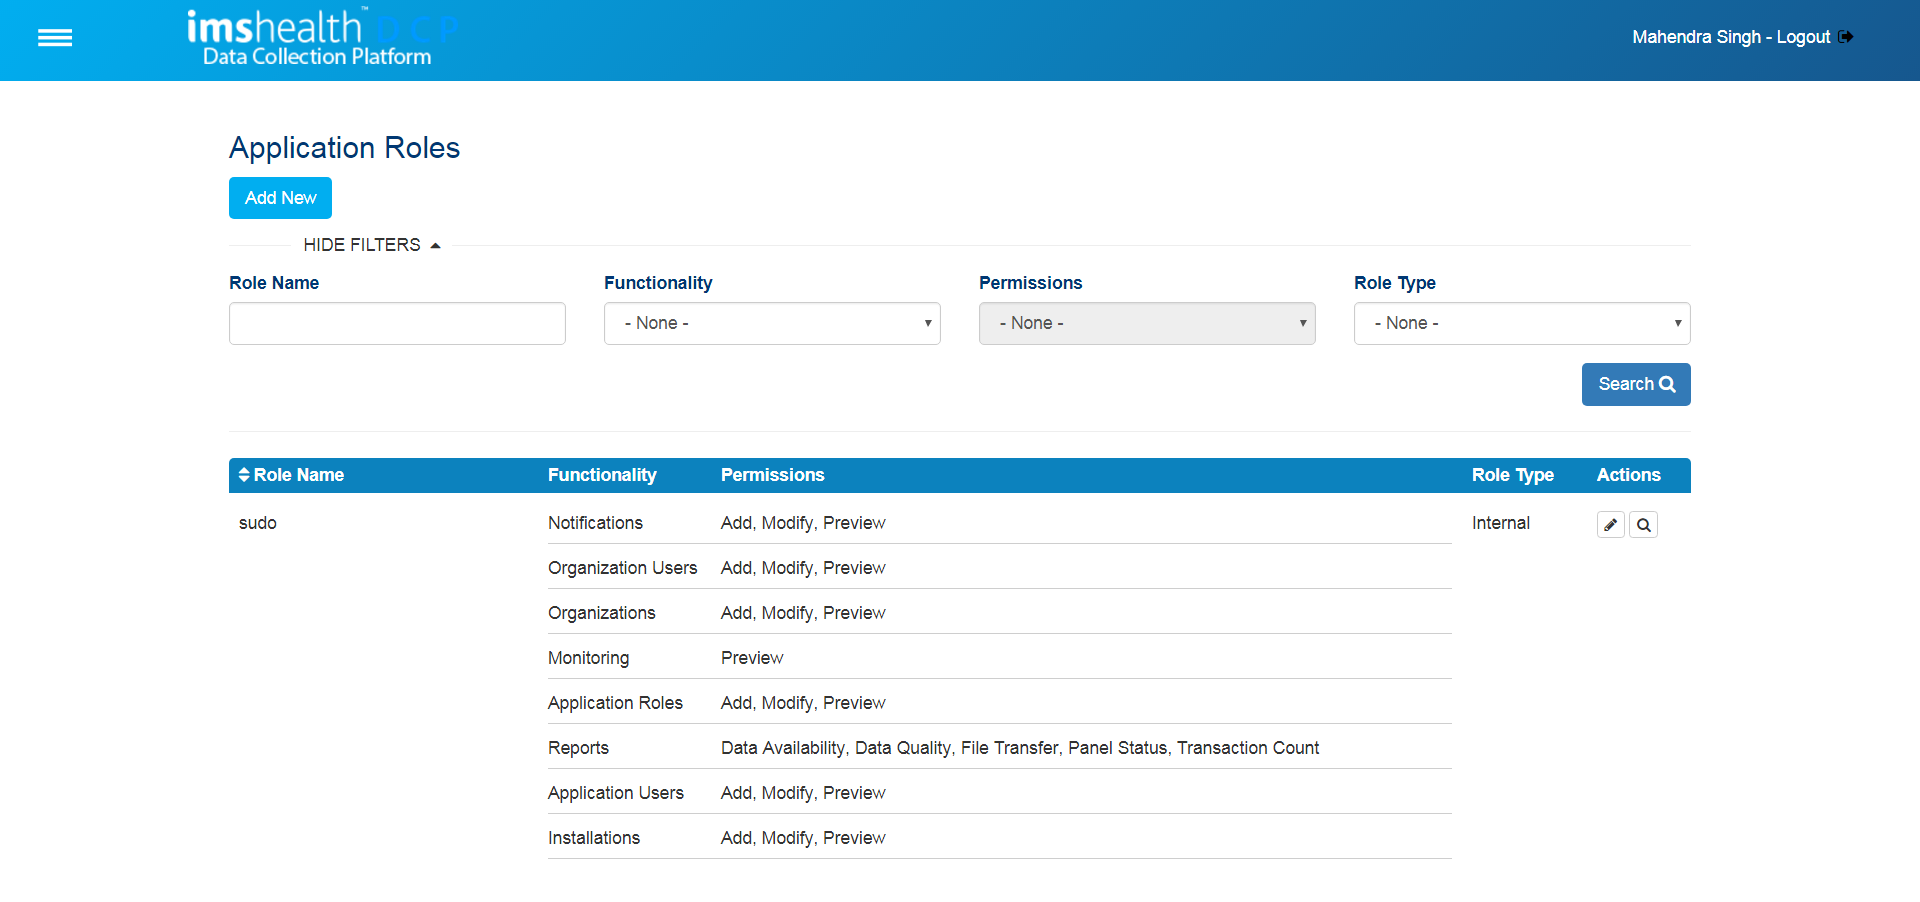 imshealth™ DCP
Data Collection Platform
Mahendra Singh - Logout
Application Roles
Add New
HIDE FILTERS
Role Name Functionality Permissions Role Type
- None - - None - - None -
Search
Role Name Functionality Permissions Role Type Actions
sudo Notifications Add, Modify, Preview Internal
Organization Users Add, Modify, Preview
Organizations Add, Modify, Preview
Monitoring Preview
Application Roles Add, Modify, Preview
Reports Data Availability, Data Quality, File Transfer, Panel Status, Transaction Count
Application Users Add, Modify, Preview
Installations Add, Modify, Preview